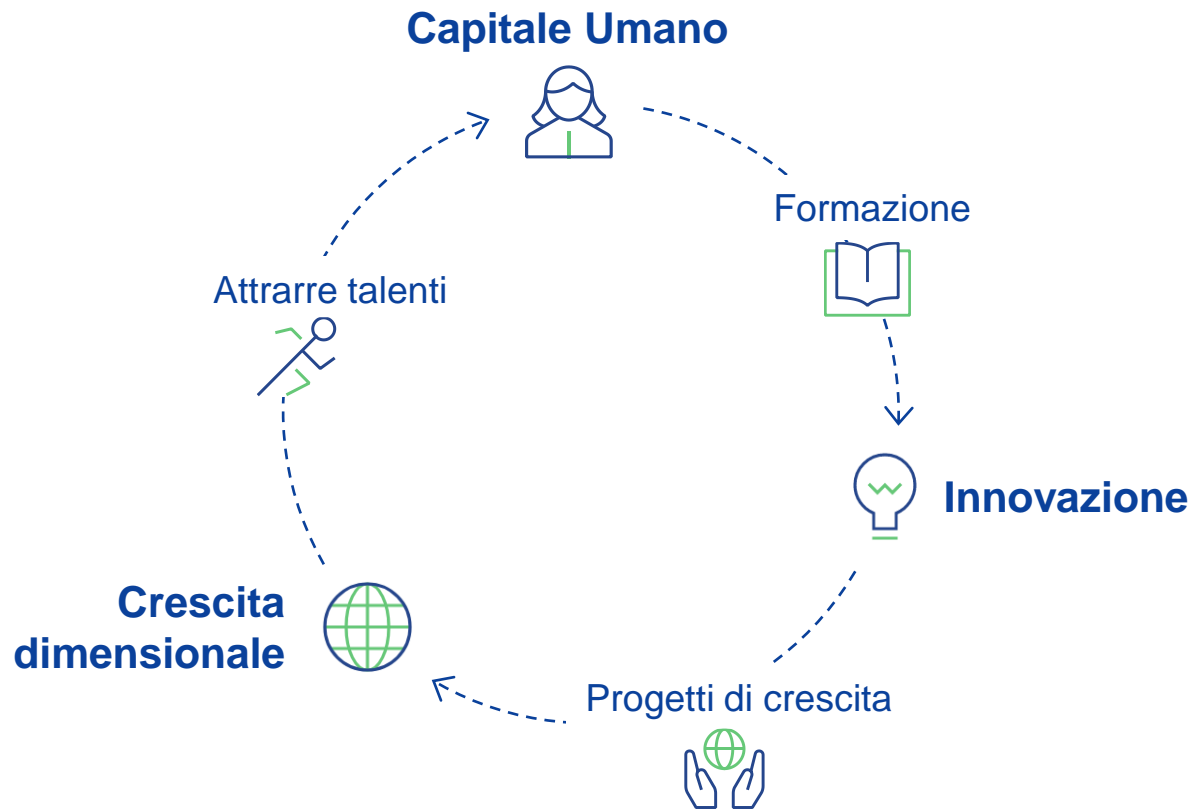 Capitale Umano
Formazione
Attrarre talenti
Innovazione
Crescita
dimensionale
Progetti di crescita